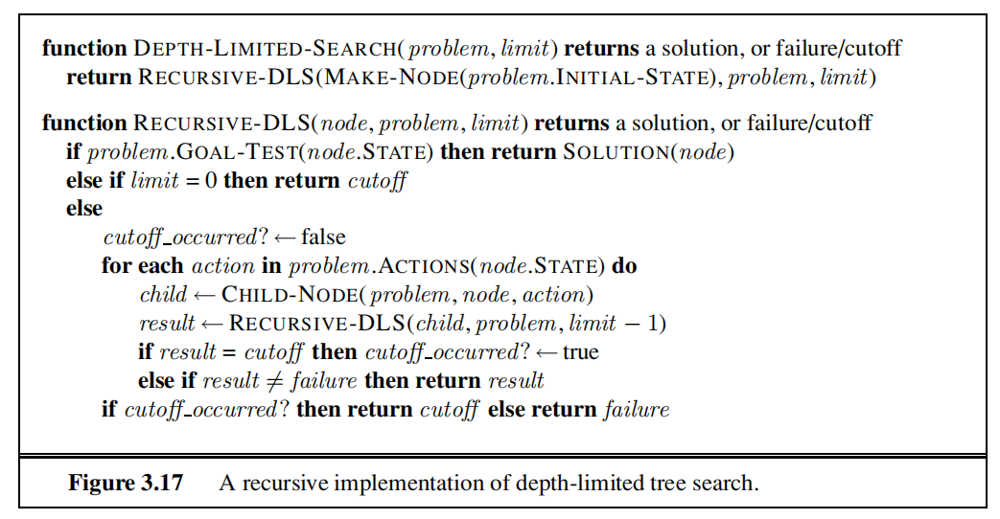 function DEPTH-LIMITED-SEARCH(problem, limit) returns a solution, or failure/cutoff
return RECURSIVE-DLS(MAKE-NODE(problem.INITIAL-STATE), problem, limit)
function RECURSIVE-DLS(node, problem, limit) returns a solution, or failure/cutoff
if problem.GOAL-TEST(node.STATE) then return SOLUTION(node)
else if limit = 0 then return cutoff
else
cutoff_occurred? ← false
for each action in problem.ACTIONS(node.STATE) do
child ← CHILD-NODE(problem, node, action)
result ← RECURSIVE-DLS(child, problem, limit − 1)
if result = cutoff then cutoff_occurred? ← true
else if result ≠ failure then return result
if cutoff_occurred? then return cutoff else return failure
Figure 3.17 A recursive implementation of depth-limited tree search.